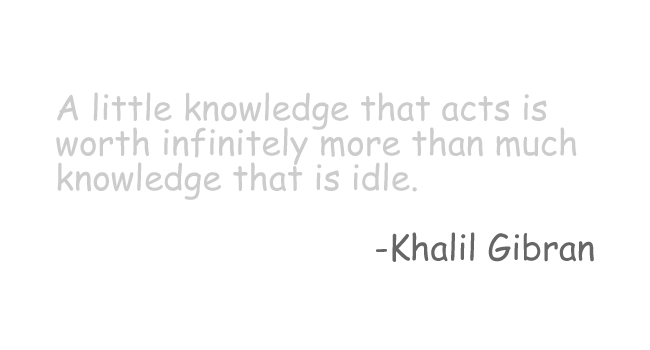 A little knowledge that acts is
worth infinitely more than much
knowledge that is idle.
-Khalil Gibran